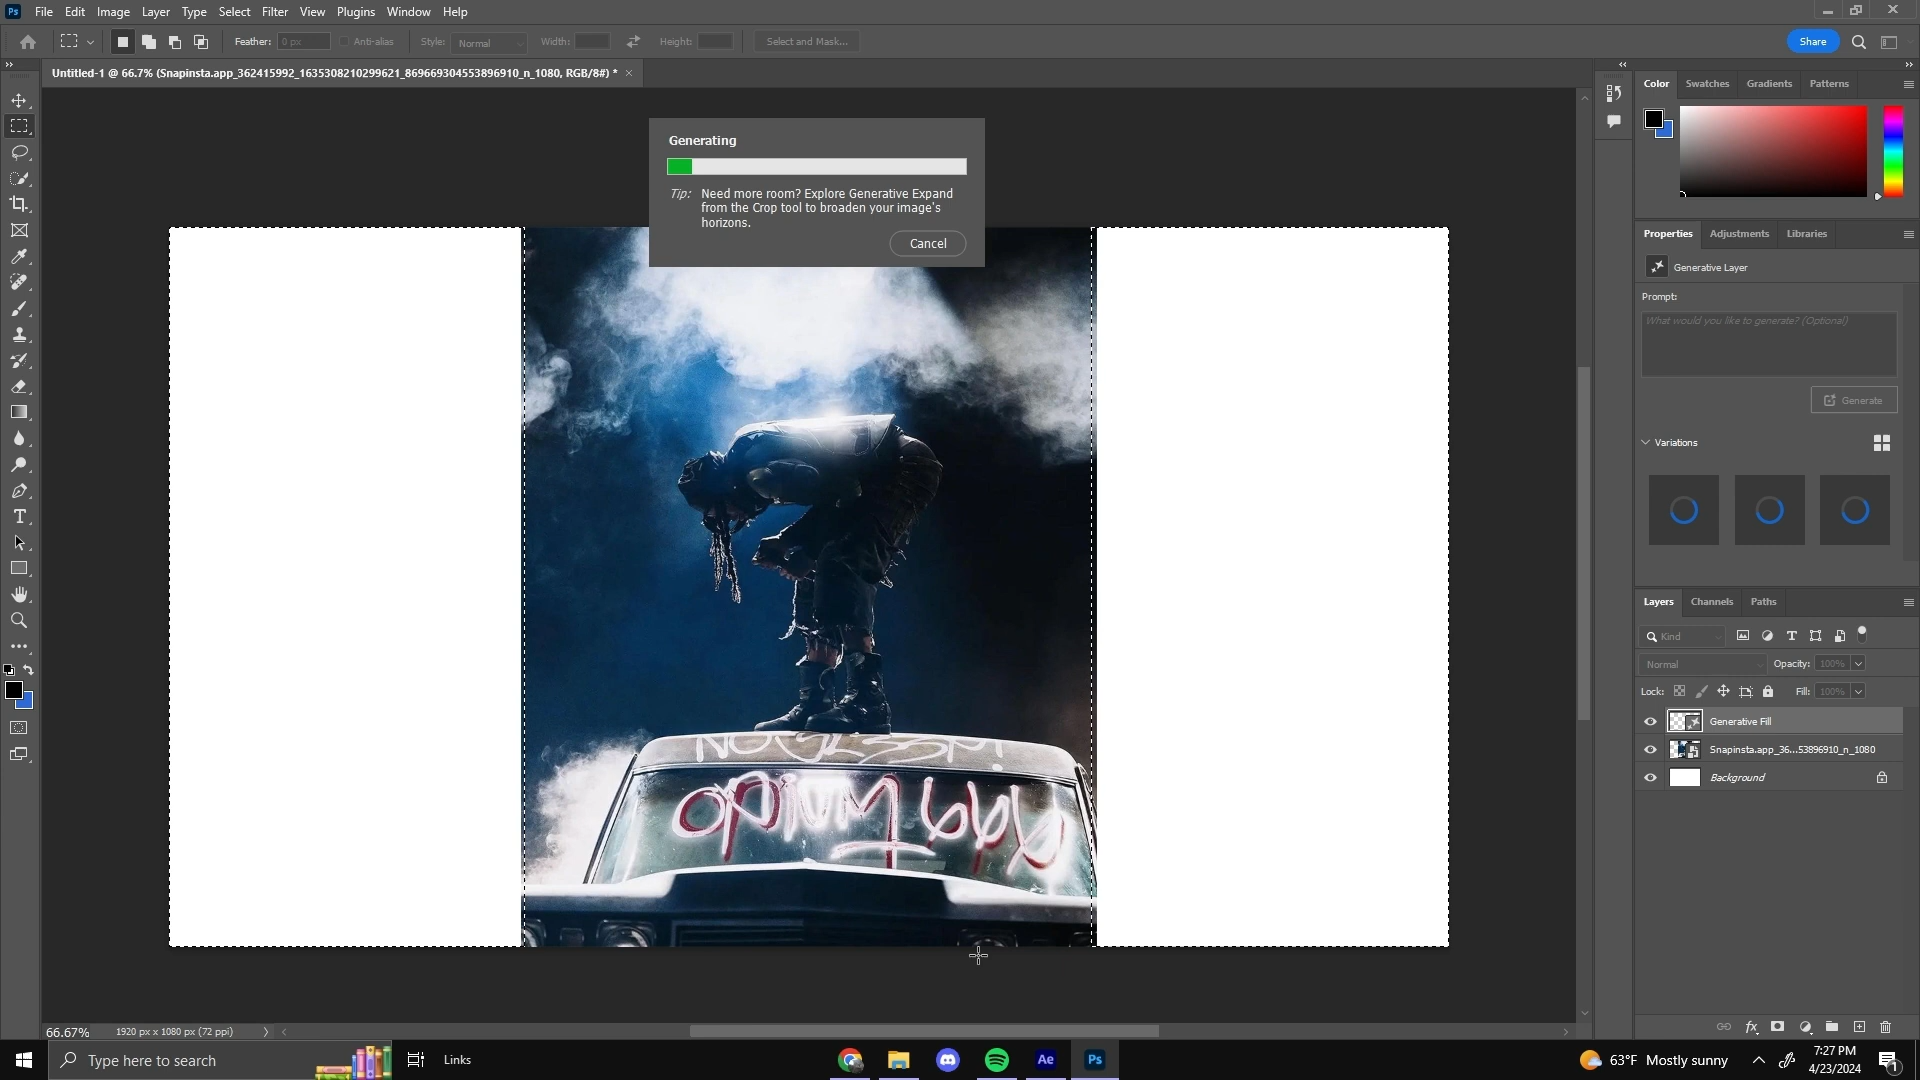 Ps File Edit Image Layer Type Select Filter View Plugins Window Help
Feather: 0 px Anti-alias Style: Normal Width: Height: Select and Mask... Share
Untitled-1 @ 66.7% (Snapinsta.app_362415992_1635308210299621_869669304553896910_n_1080, RGB/8#) * ×
Generating
Tip: Need more room? Explore Generative Expand
from the Crop tool to broaden your image's
horizons.
Cancel
opium 666
Color Swatches Gradients Patterns
Properties Adjustments Libraries
Generative Layer
Prompt:
What would you like to generate? (Optional)
Generate
Variations
Layers Channels Paths
Kind
Normal Opacity: 100%
Lock: Fill: 100%
Generative Fill
Snapinsta.app_36...53896910_n_1080
Background
66.67% 1920 px x 1080 px (72 ppi)
Type here to search
Links
Ae
Ps
63°F Mostly sunny
7:27 PM
4/23/2024
1